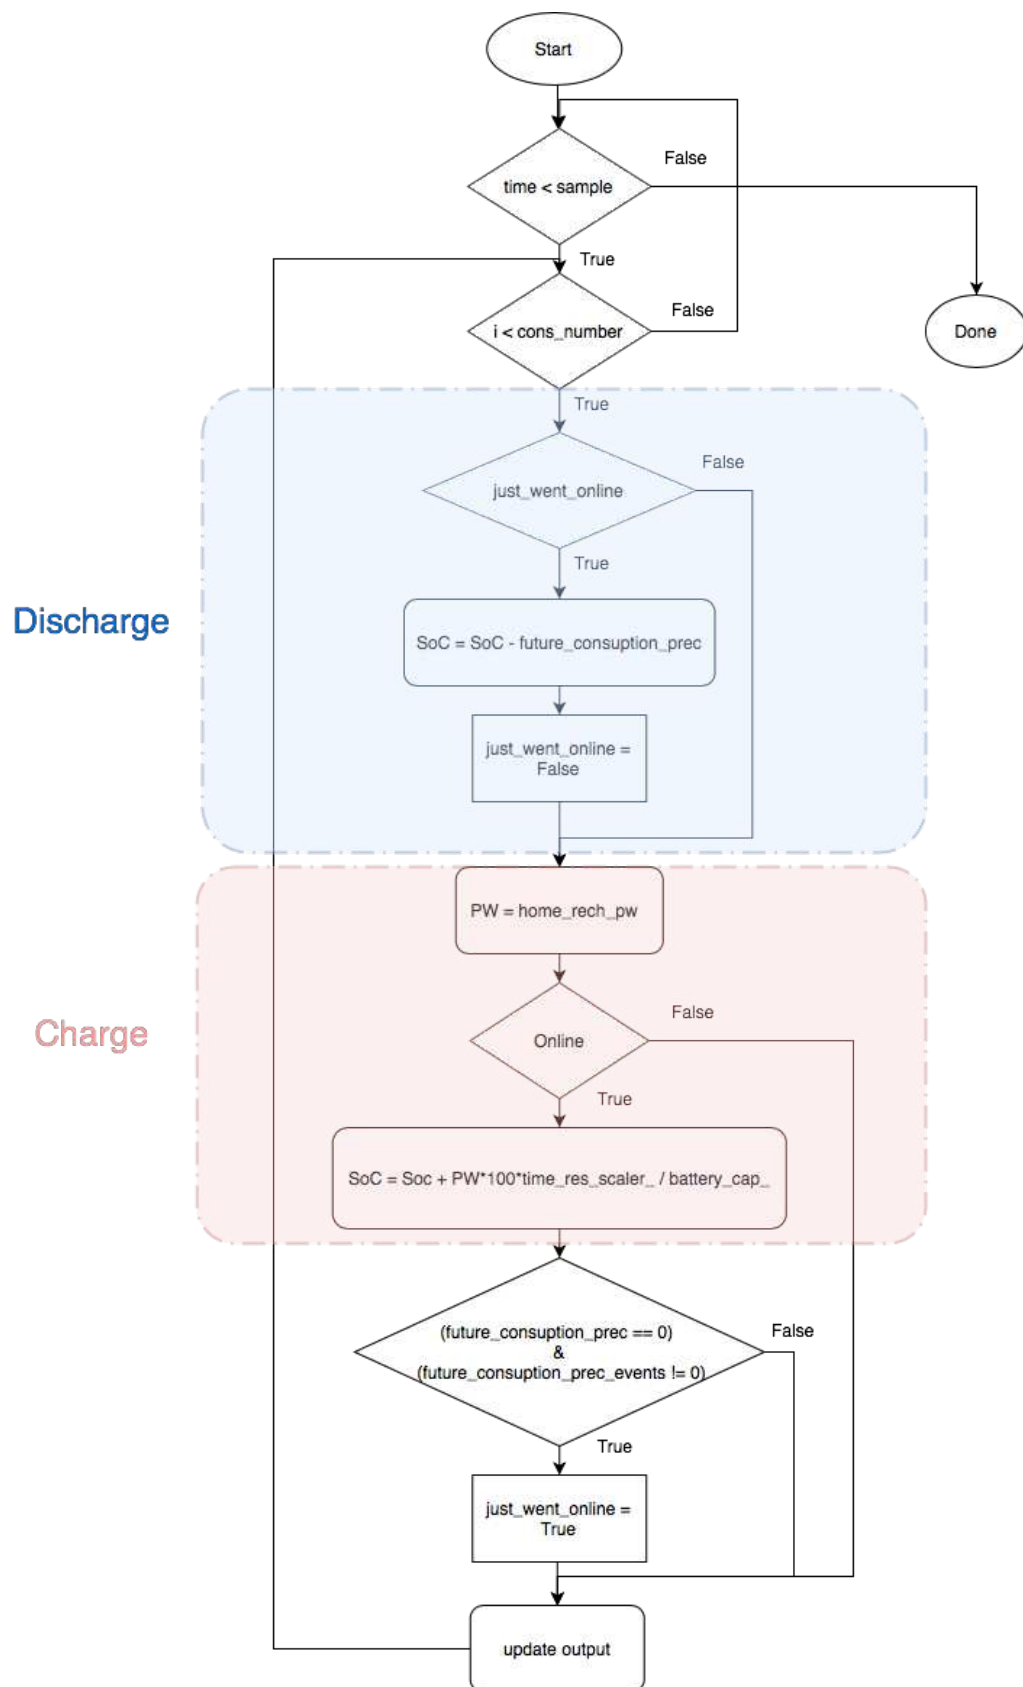 Start
False
time < sample
True
False
i < cons_number
Done
True
False
just_went_online
True
Discharge
SoC = SoC - future_consuption_prec
just_went_online =
False
PW = home_rech_pw
False
Charge
Online
True
SoC = Soc + PW*100*time_res_scaler_ / battery_cap_
(future_consuption_prec == 0)
&
(future_consuption_prec_events != 0)
False
True
just_went_online =
True
update output